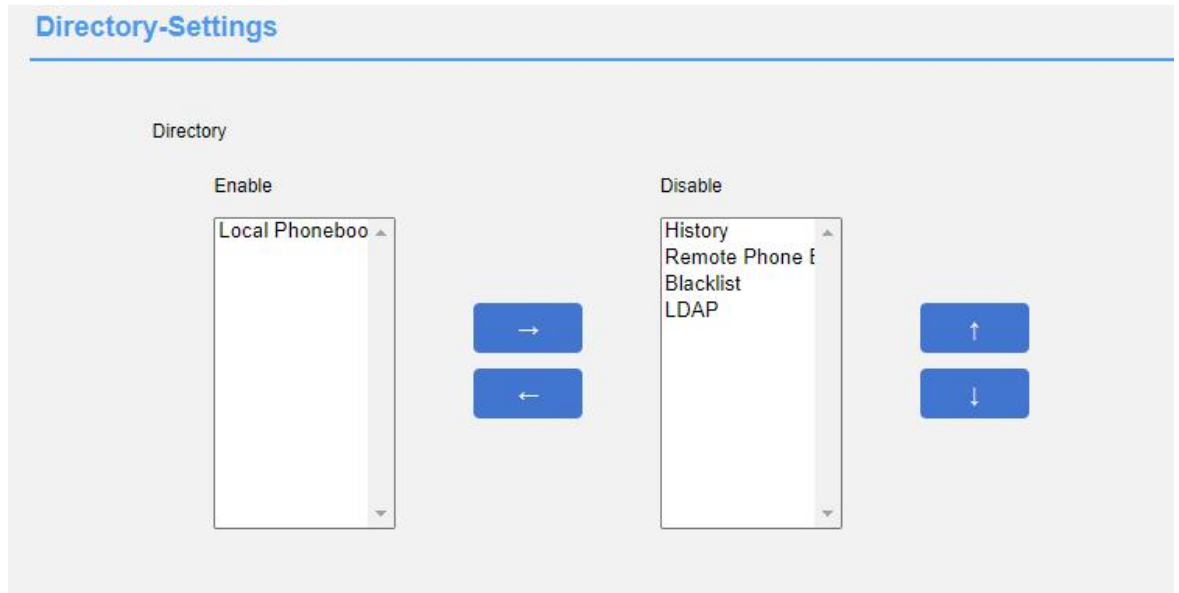 Directory-Settings
Directory
Enable
Disable
Local Phoneboo
History
Remote Phone
Blacklist
LDAP
→
←
↑
↓